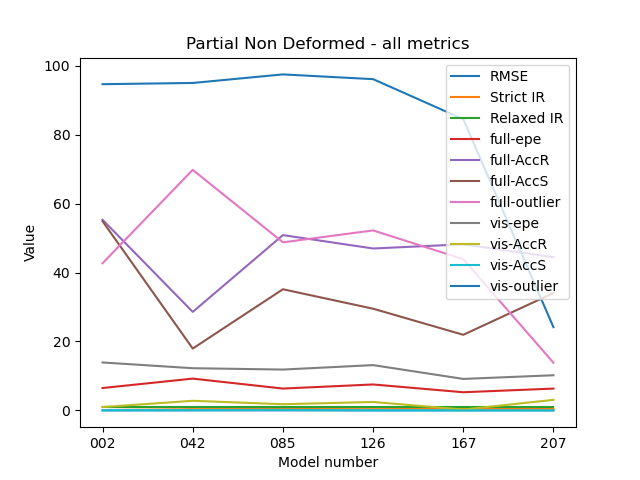 Partial Non Deformed - all metrics
100
80
60
40
20
0
Value
002 042 085 126 167 207
Model number
RMSE
Strict IR
Relaxed IR
full-epe
full-AccR
full-AccS
full-outlier
vis-epe
vis-AccR
vis-AccS
vis-outlier